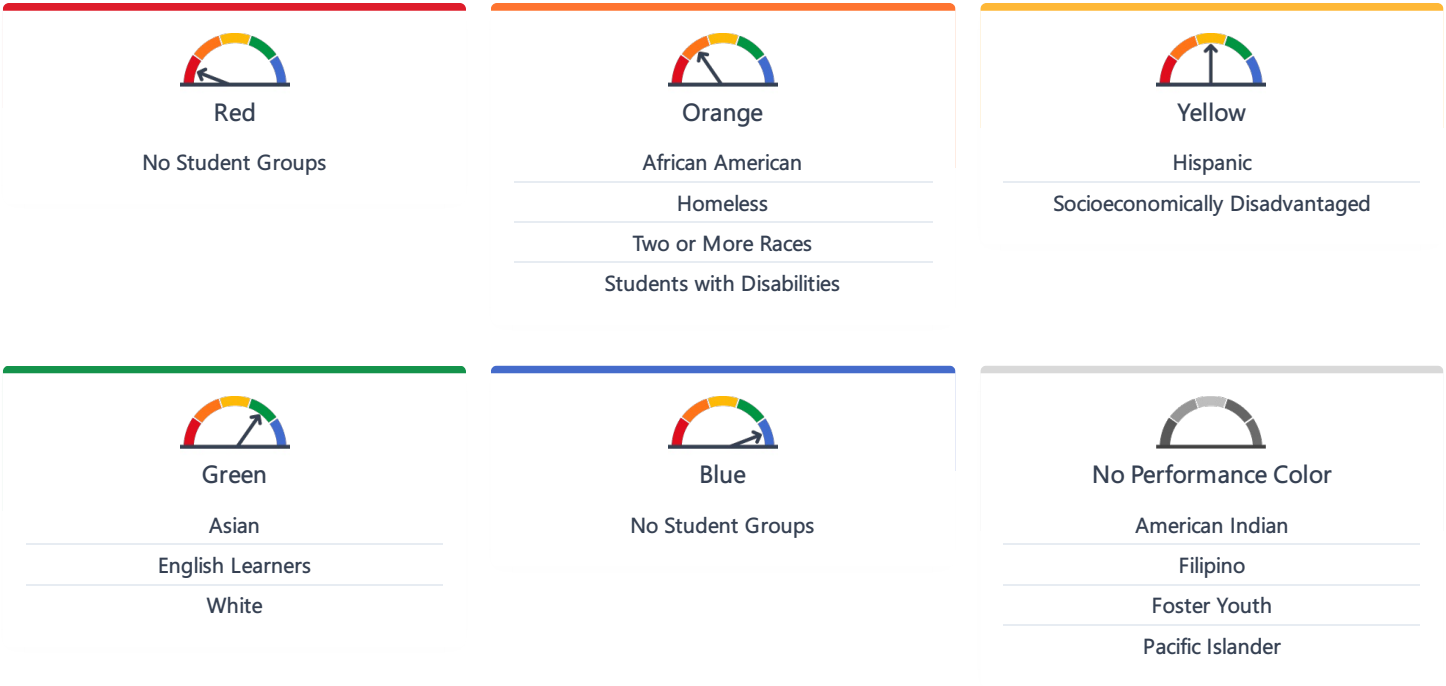 Red
No Student Groups
Orange
African American
Homeless
Two or More Races
Students with Disabilities
Yellow
Hispanic
Socioeconomically Disadvantaged
Green
Asian
English Learners
White
Blue
No Student Groups
No Performance Color
American Indian
Filipino
Foster Youth
Pacific Islander